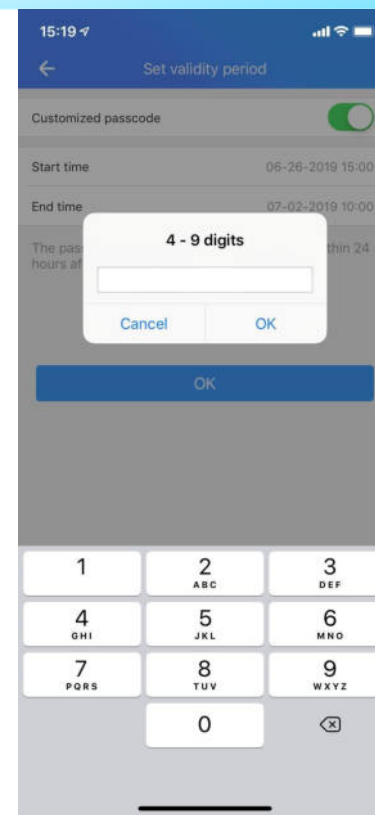 15:19
Set validity period
Customized passcode
Start time 06-26-2019 15:00
End time 07-02-2019 10:00
The pas thin 24
hours af
4 - 9 digits
Cancel OK
OK
1 2 3
ABC DEF
4 5 6
GHI JKL MNO
7 8 9
PQRS TUV WXYZ
0